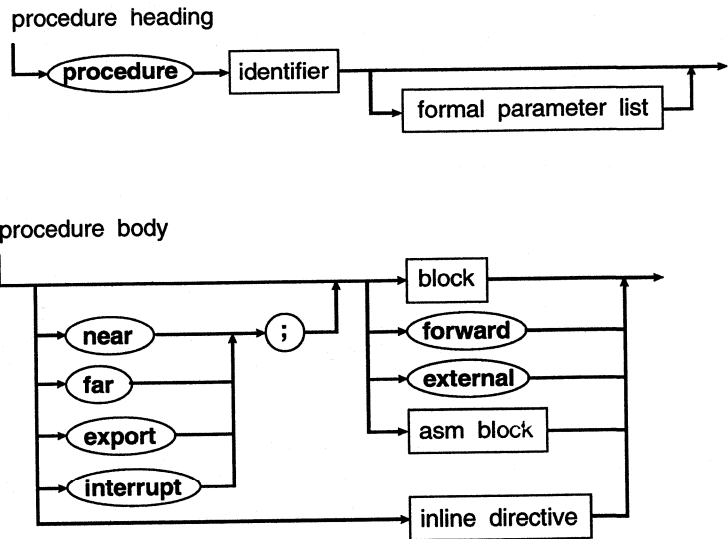 procedure heading
procedure identifier
formal parameter list
procedure body
block
near ; forward
far external
export asm block
interrupt
inline directive